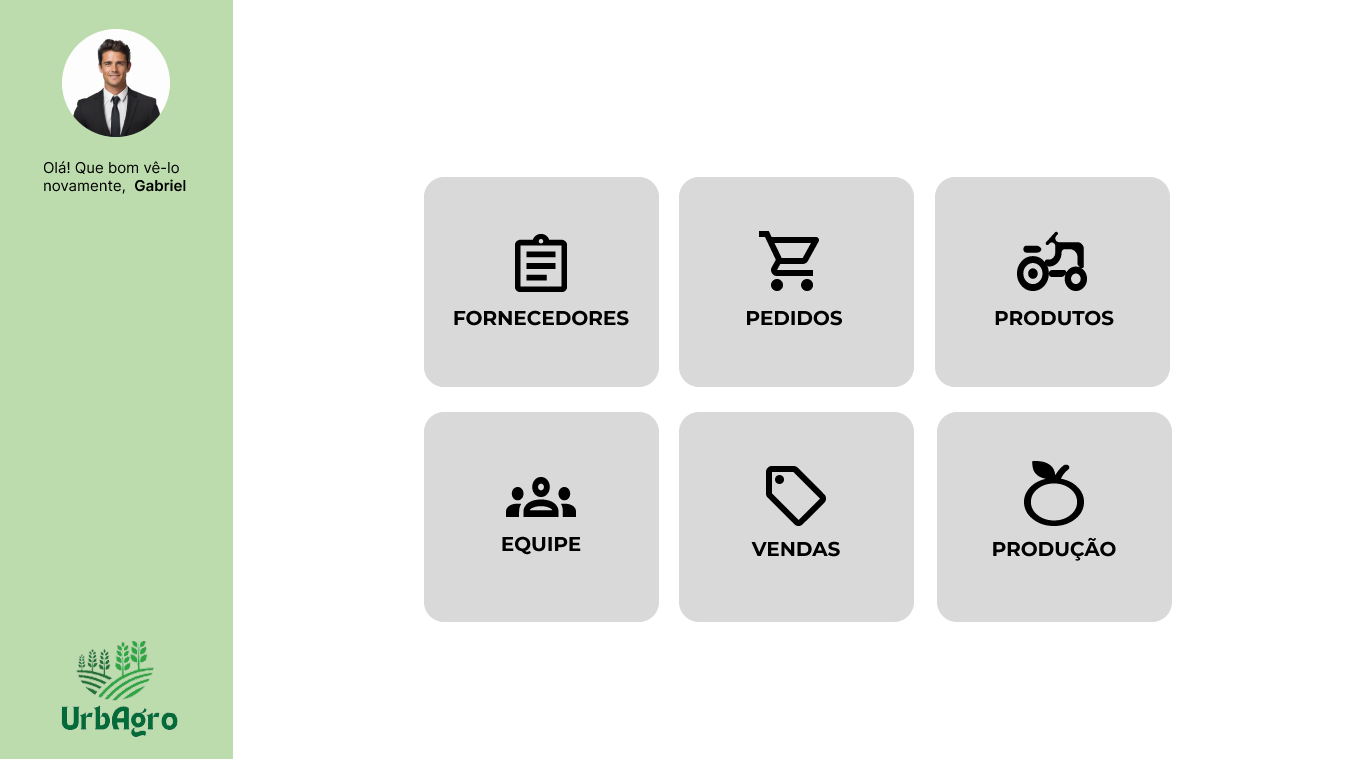 Olá! Que bom vê-lo
novamente, Gabriel
FORNECEDORES
PEDIDOS
PRODUTOS
EQUIPE
VENDAS
PRODUÇÃO
UrbAgro